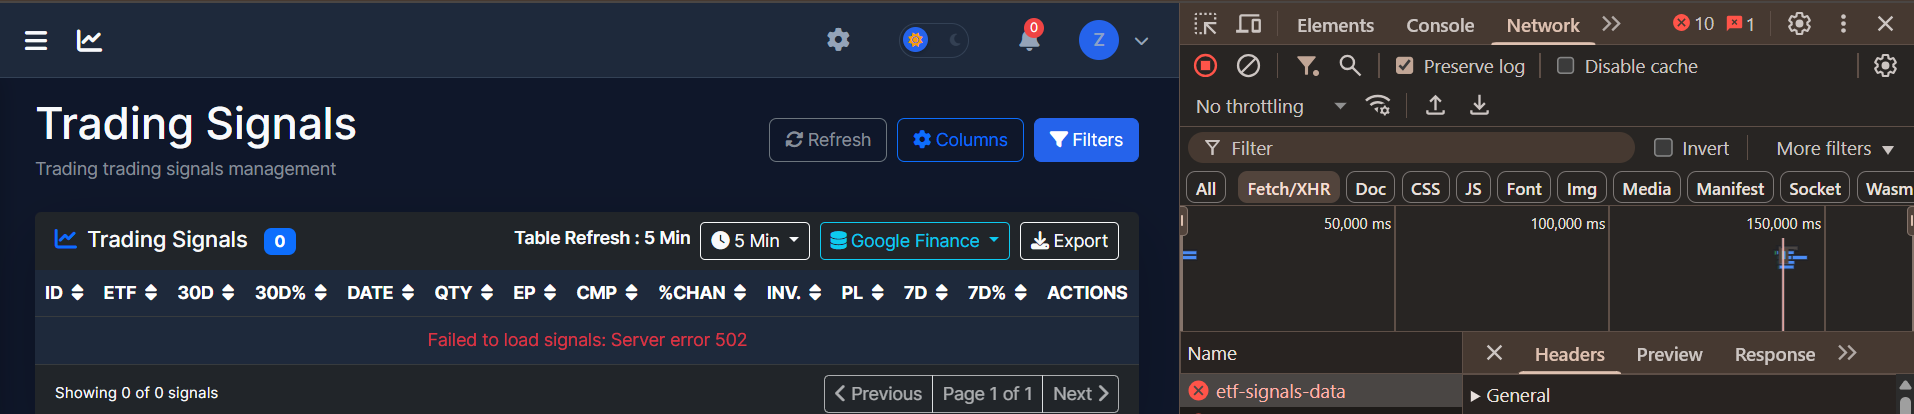 0
Z
Trading Signals
Trading trading signals management
Refresh
Columns
Filters
Trading Signals 0
Table Refresh : 5 Min
5 Min
Google Finance
Export
ID ETF 30D 30D% DATE QTY EP CMP %CHAN INV. PL 7D 7D% ACTIONS
Failed to load signals: Server error 502
Showing 0 of 0 signals
Previous Page 1 of 1 Next
Elements Console Network 10 1
Preserve log Disable cache
No throttling
Filter Invert More filters
All Fetch/XHR Doc CSS JS Font Img Media Manifest Socket Wasm
50,000 ms 100,000 ms 150,000 ms
Name
Headers Preview Response
etf-signals-data
General